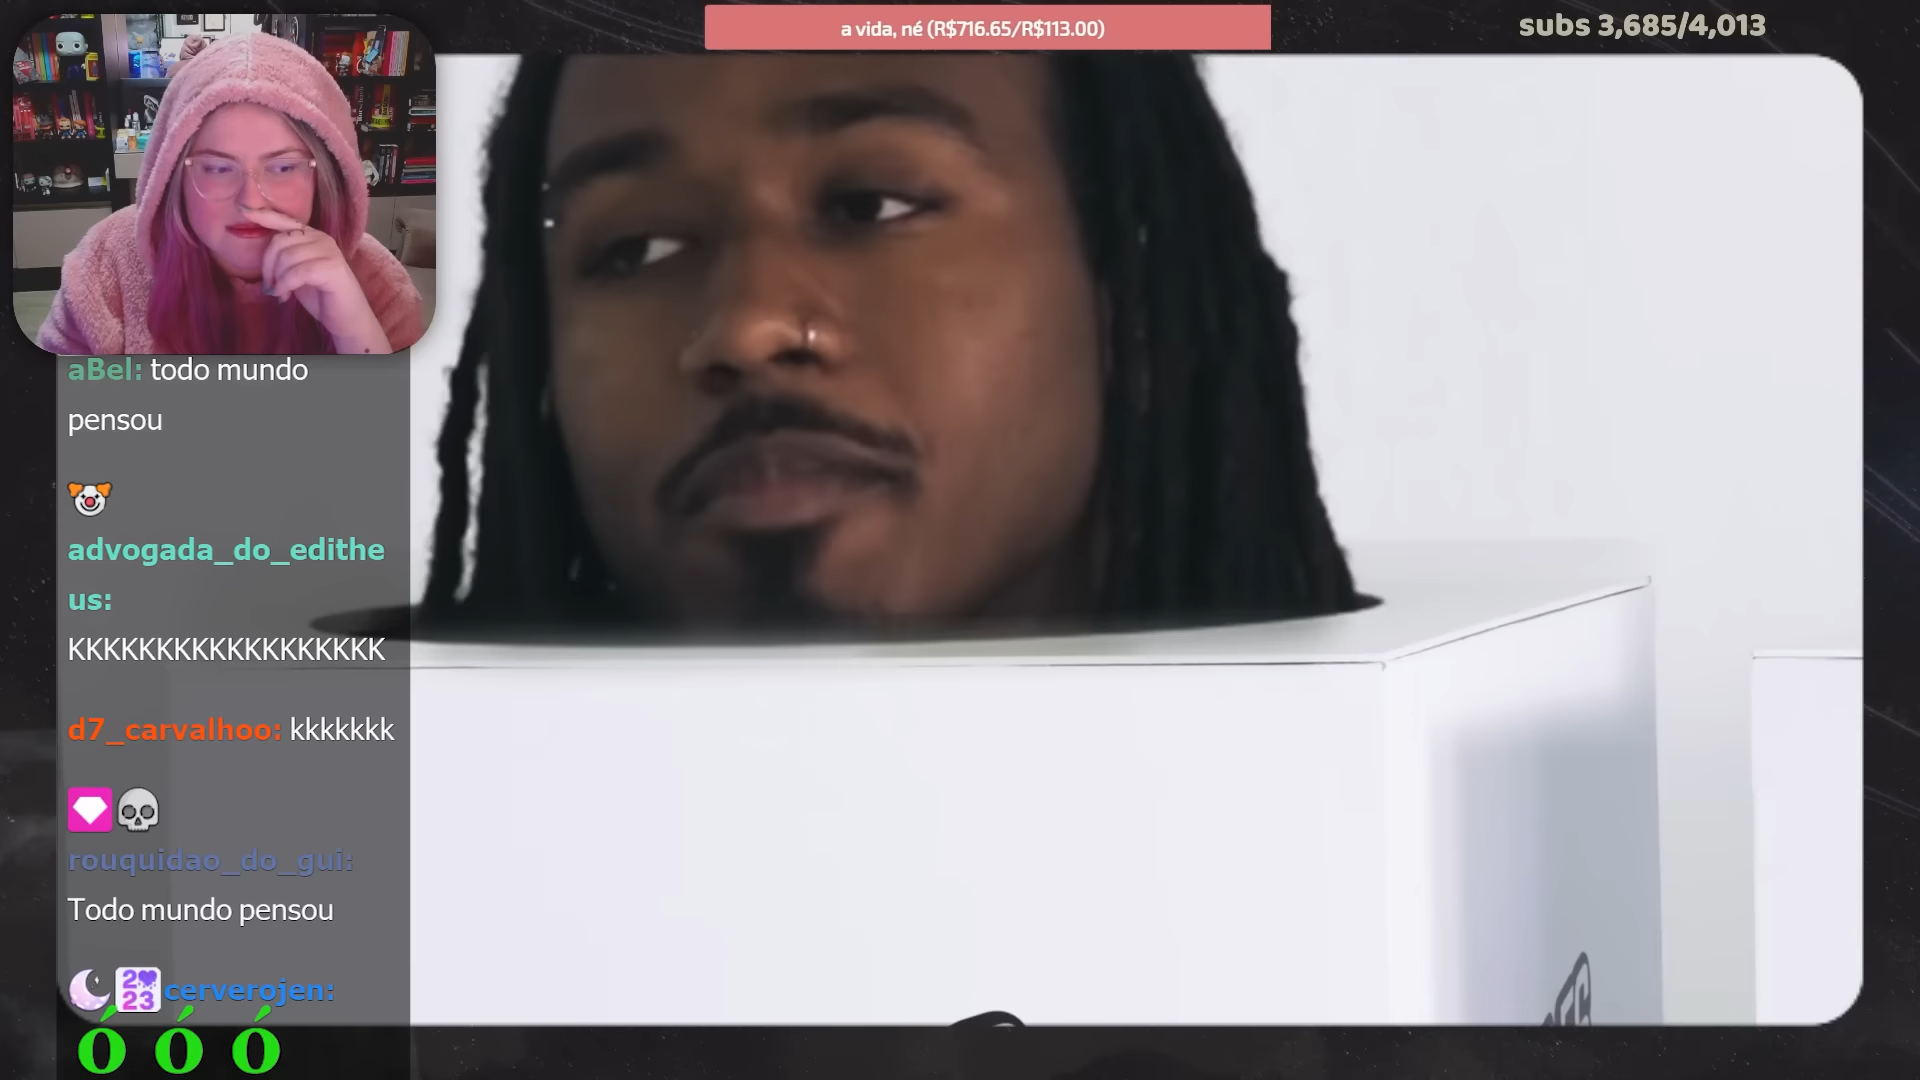 a vida, né (R$716.65/R$113.00)
subs 3,685/4,013
aBel: todo mundo
pensou
advogada_do_edithe
us:
KKKKKKKKKKKKKKKKKK
d7_carvalhoo: kkkkkkk
rouquidao_do_gui:
Todo mundo pensou
2023 cerverojen:
Ó Ó Ó